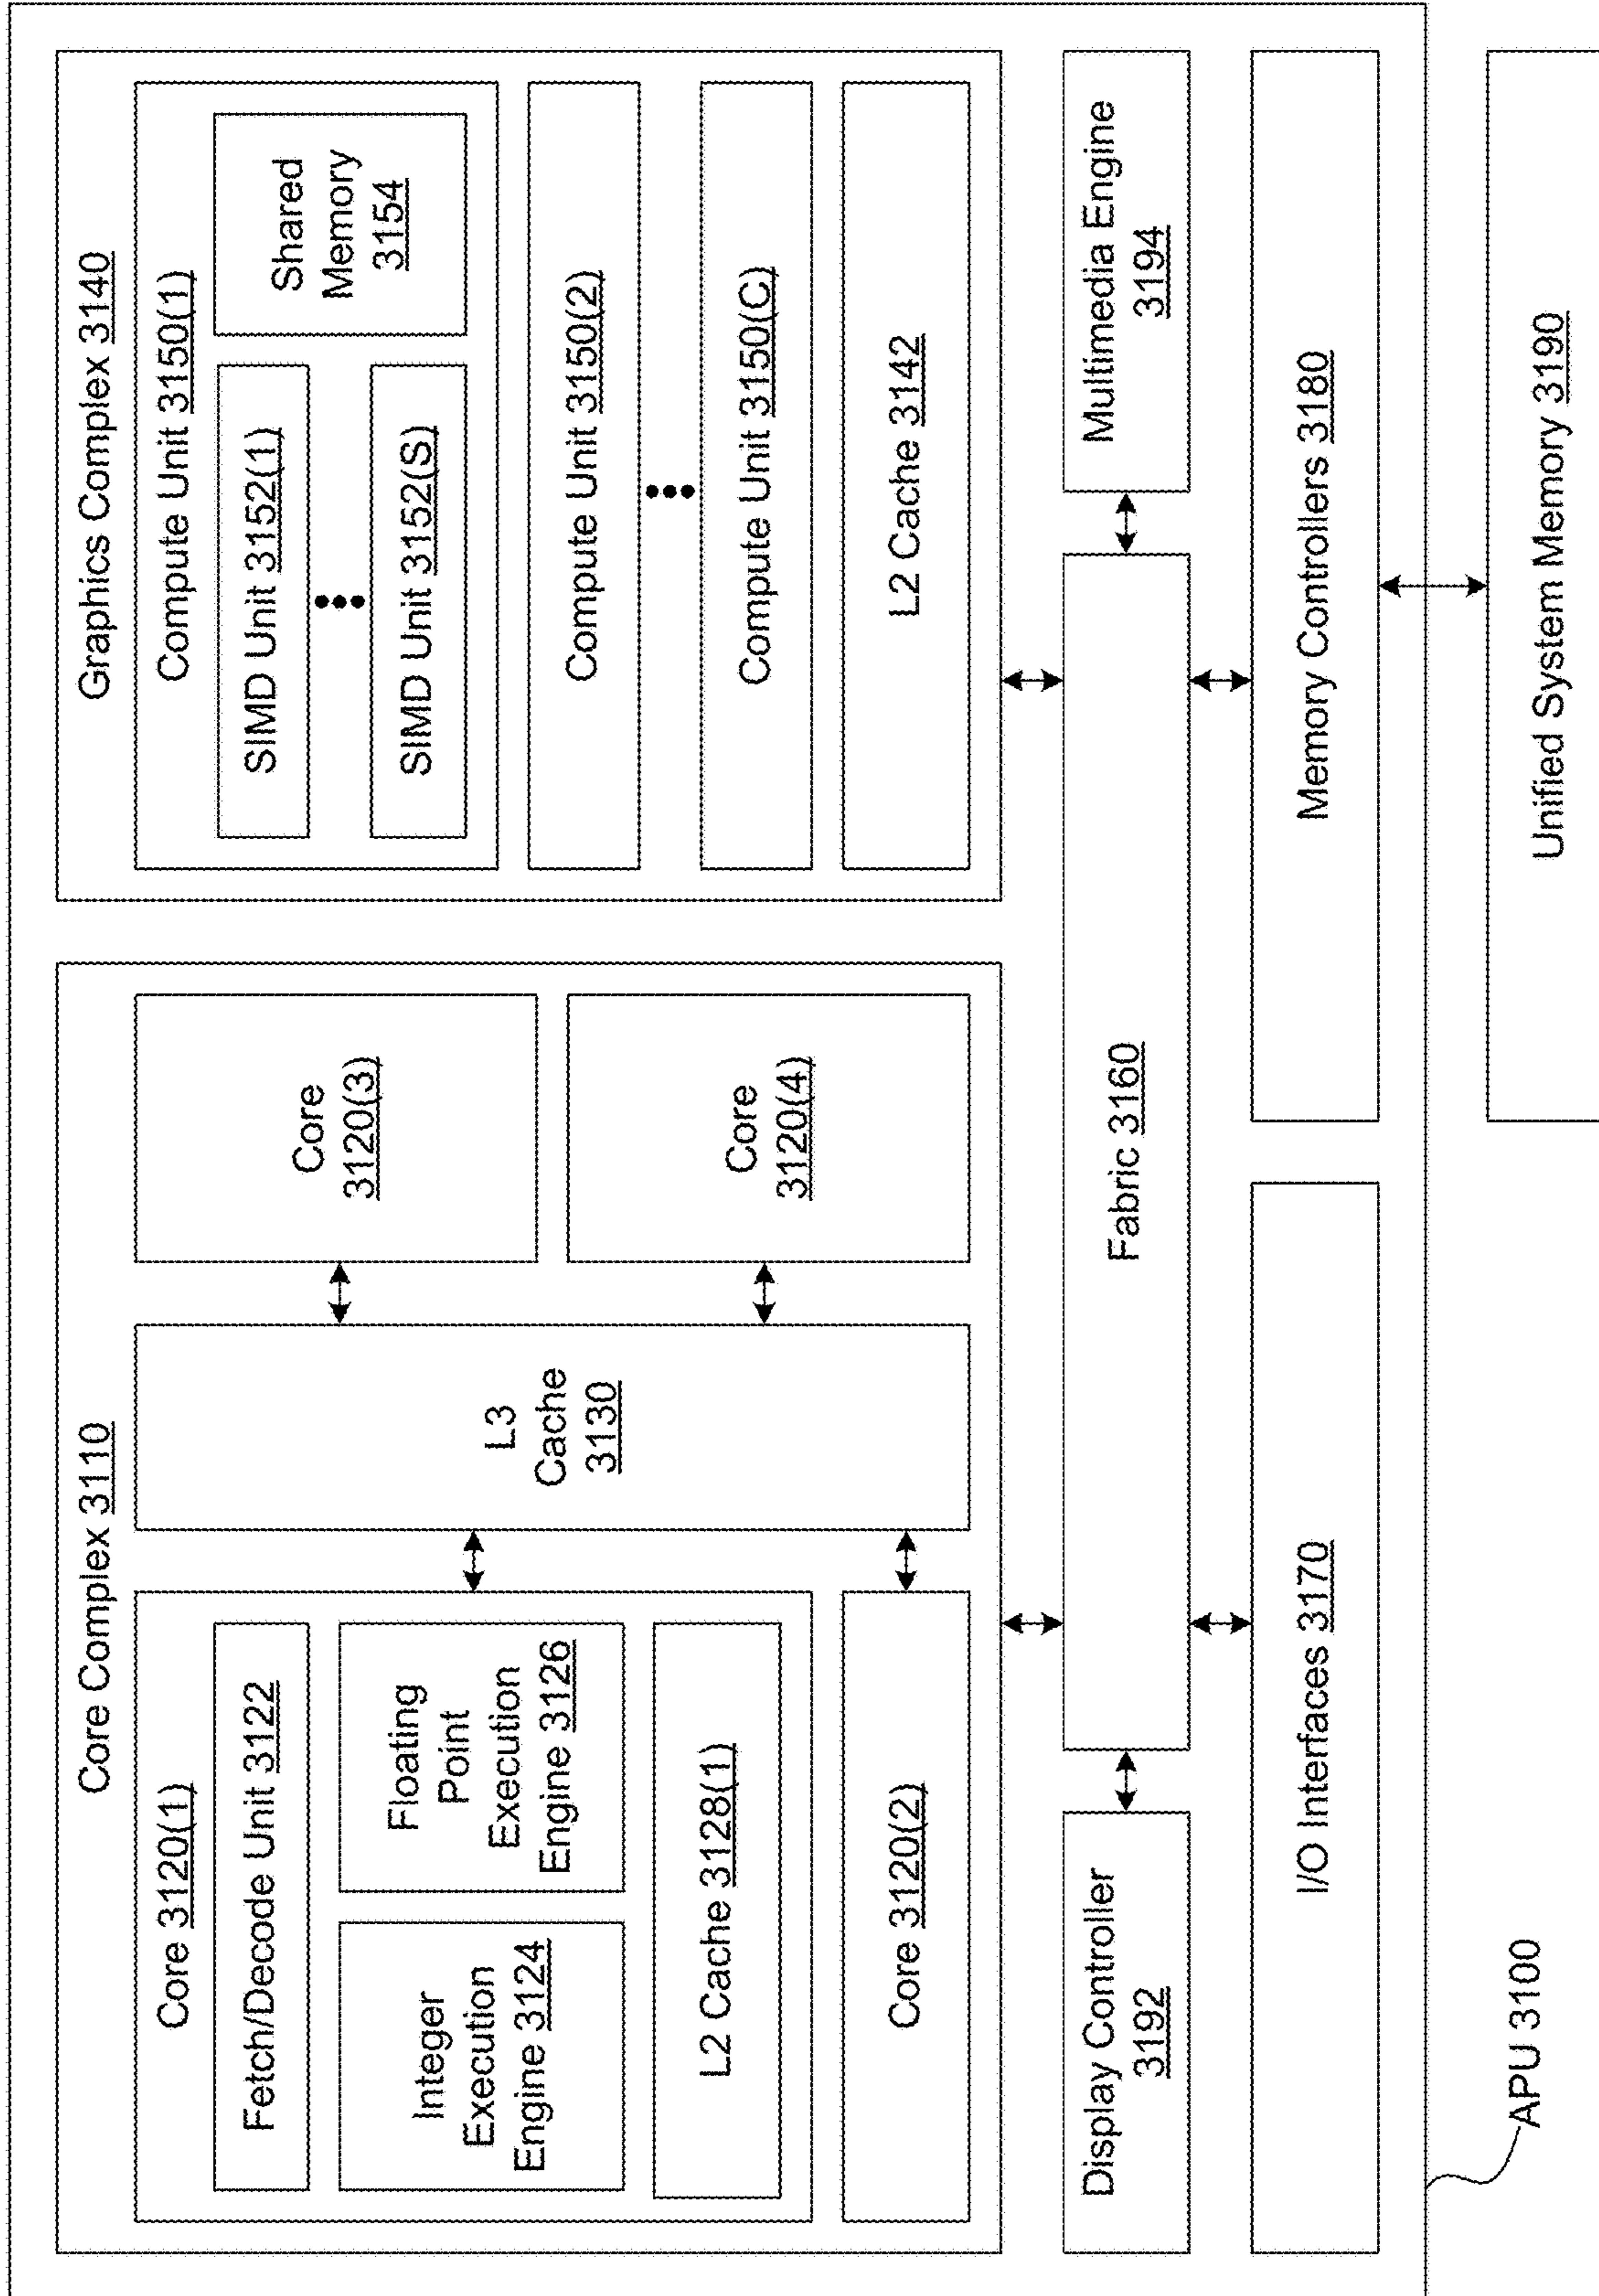 Core Complex 3110
Core 3120(1)
Fetch/Decode Unit 3122
Integer
Execution
Engine 3124
Floating
Point
Execution
Engine 3126
L2 Cache 3128(1)
Core 3120(2)
L3
Cache
3130
Core
3120(3)
Core
3120(4)
Graphics Complex 3140
Compute Unit 3150(1)
SIMD Unit 3152(1)
SIMD Unit 3152(S)
Shared
Memory
3154
Compute Unit 3150(2)
Compute Unit 3150(C)
L2 Cache 3142
Display Controller
3192
Fabric 3160
Multimedia Engine
3194
I/O Interfaces 3170
Memory Controllers 3180
APU 3100
Unified System Memory 3190